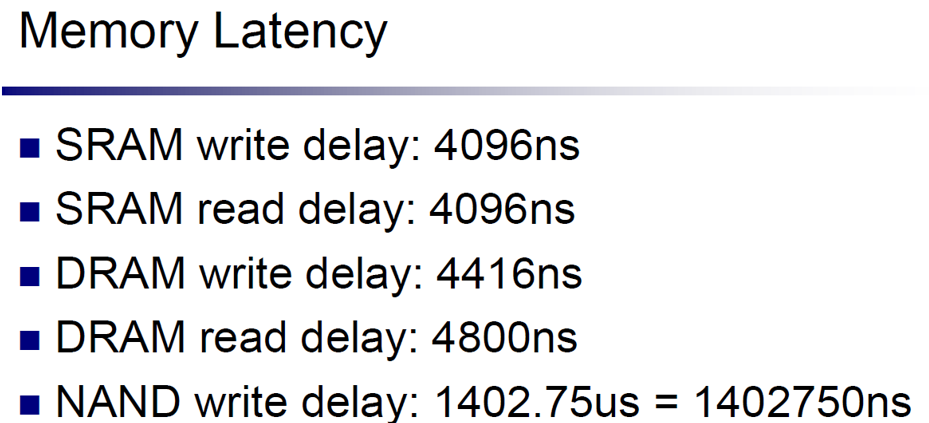 Memory Latency
SRAM write delay: 4096ns
SRAM read delay: 4096ns
DRAM write delay: 4416ns
DRAM read delay: 4800ns
NAND write delay: 1402.75us = 1402750ns